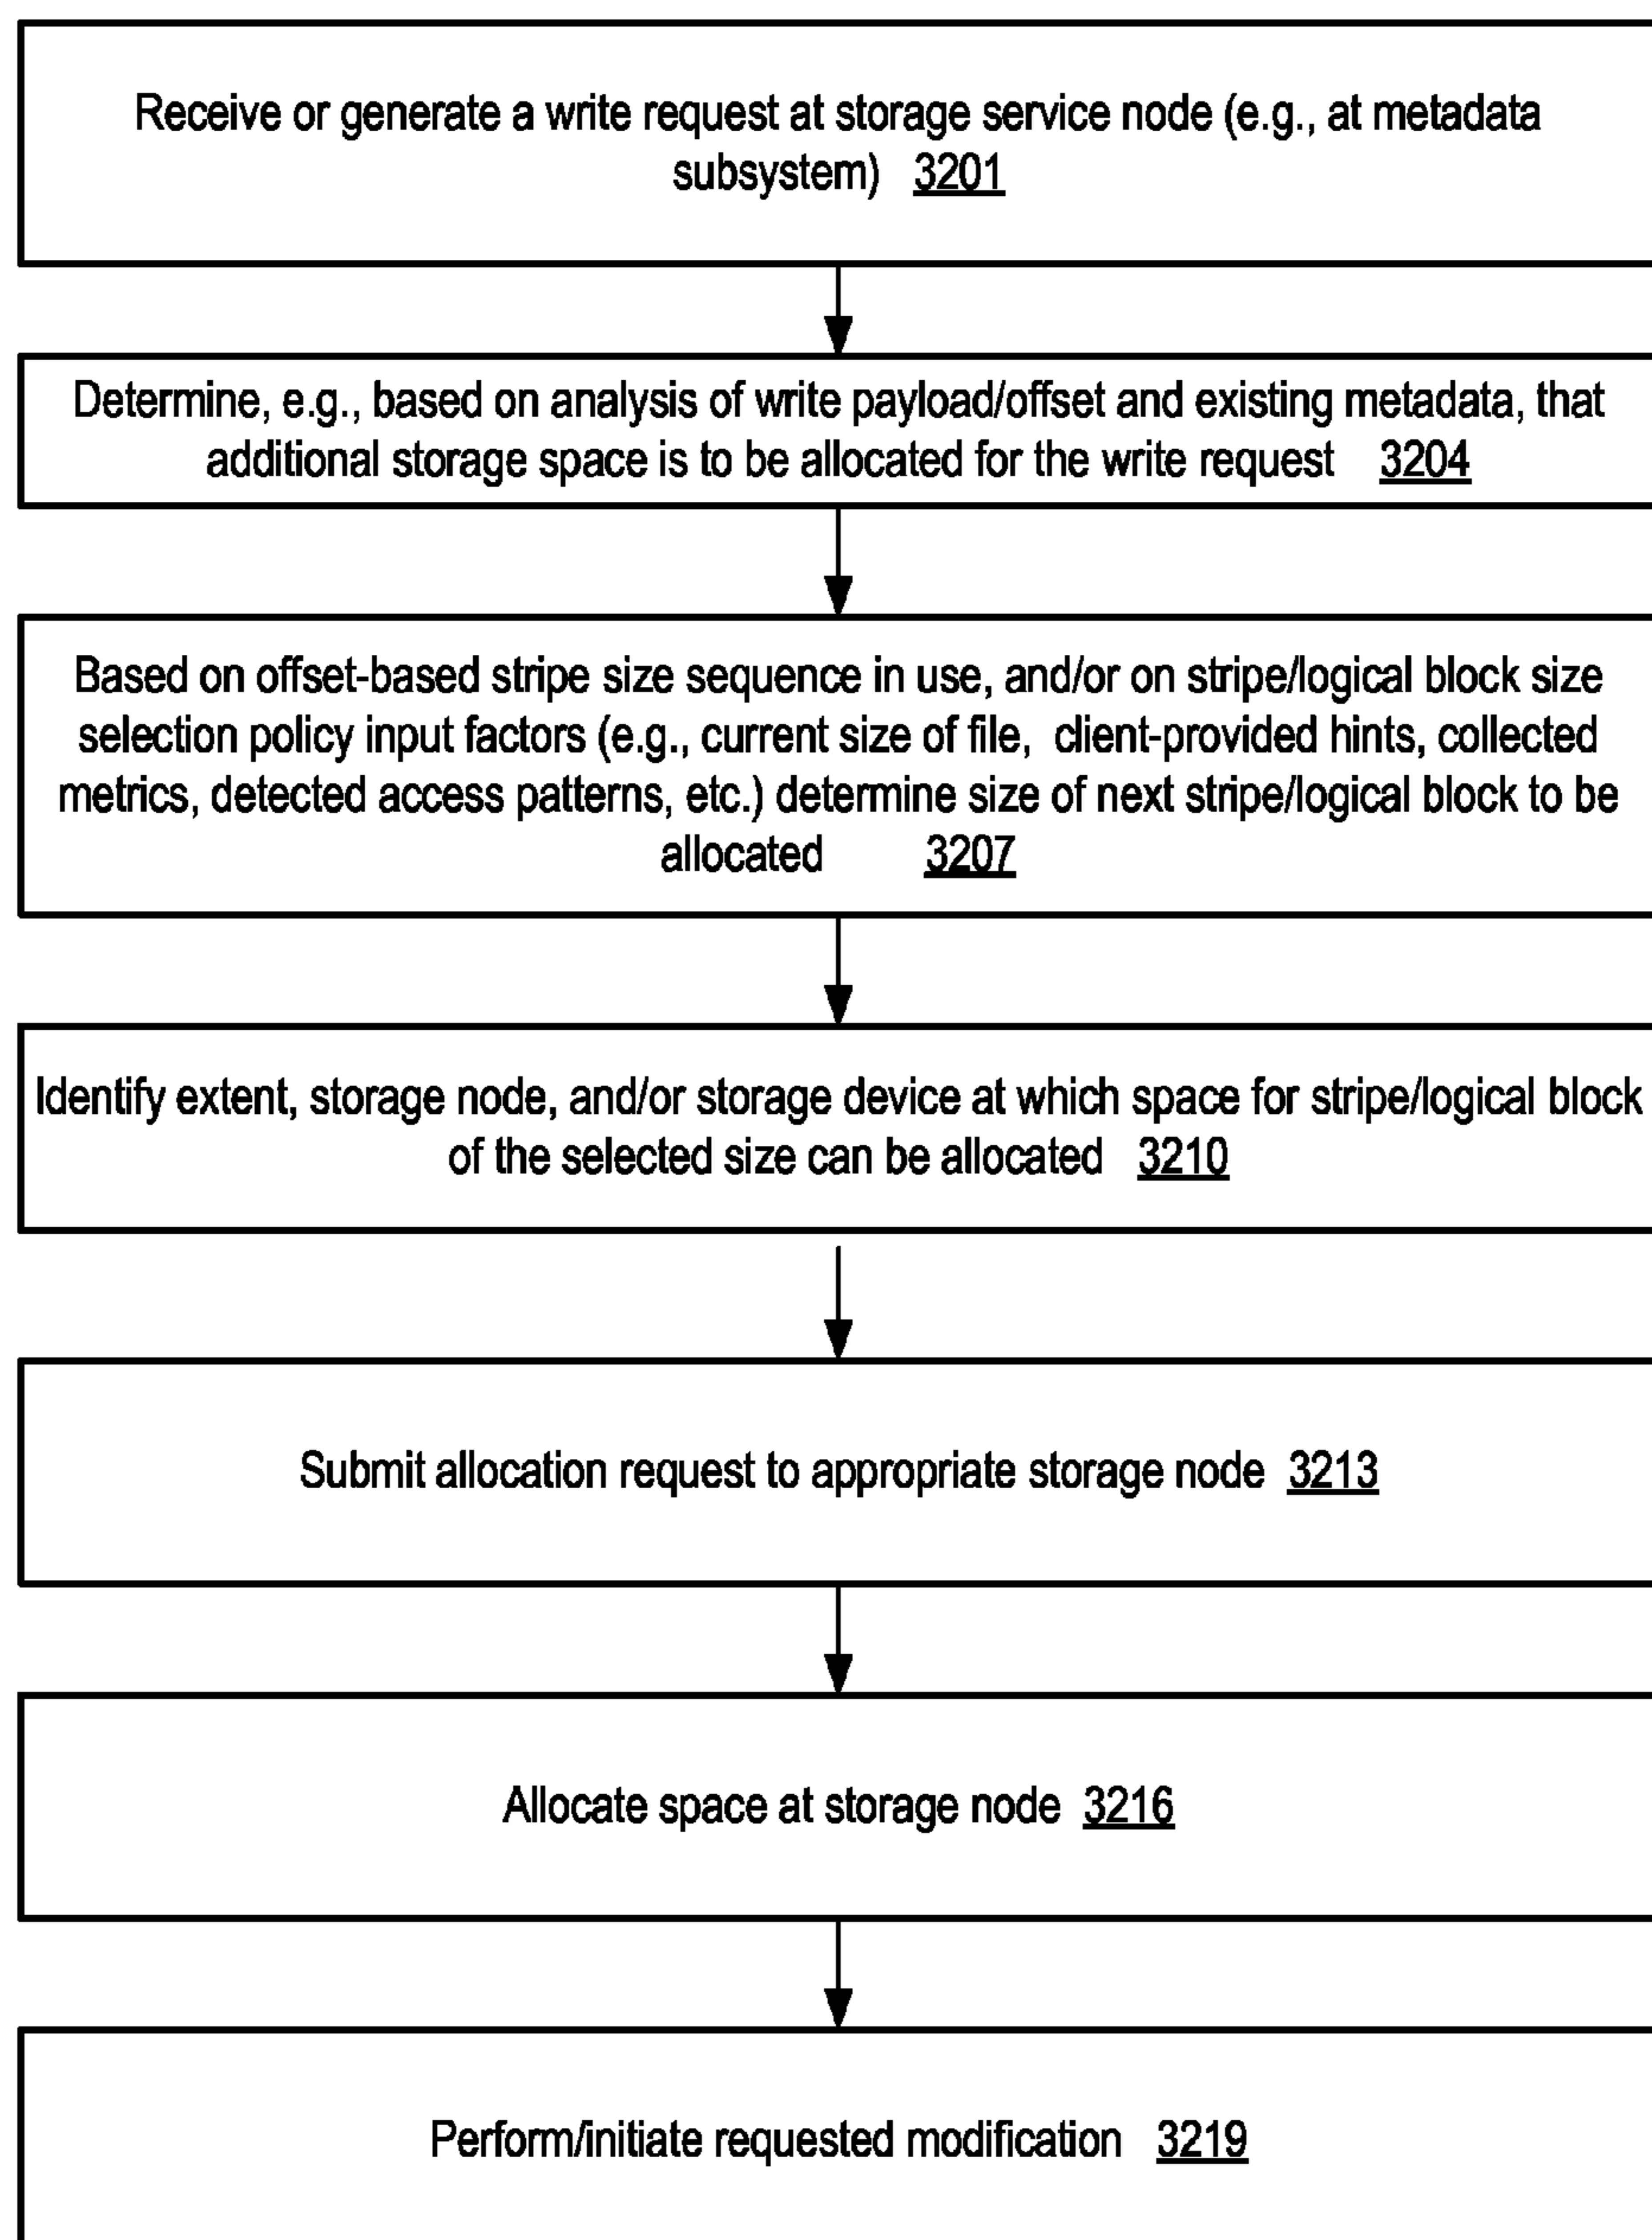 Receive or generate a write request at storage service node (e.g., at metadata
subsystem) 3201
Determine, e.g., based on analysis of write payload/offset and existing metadata, that
additional storage space is to be allocated for the write request 3204
Based on offset-based stripe size sequence in use, and/or on stripe/logical block size
selection policy input factors (e.g., current size of file, client-provided hints, collected
metrics, detected access patterns, etc.) determine size of next stripe/logical block to be
allocated 3207
Identify extent, storage node, and/or storage device at which space for stripe/logical block
of the selected size can be allocated 3210
Submit allocation request to appropriate storage node 3213
Allocate space at storage node 3216
Perform/initiate requested modification 3219